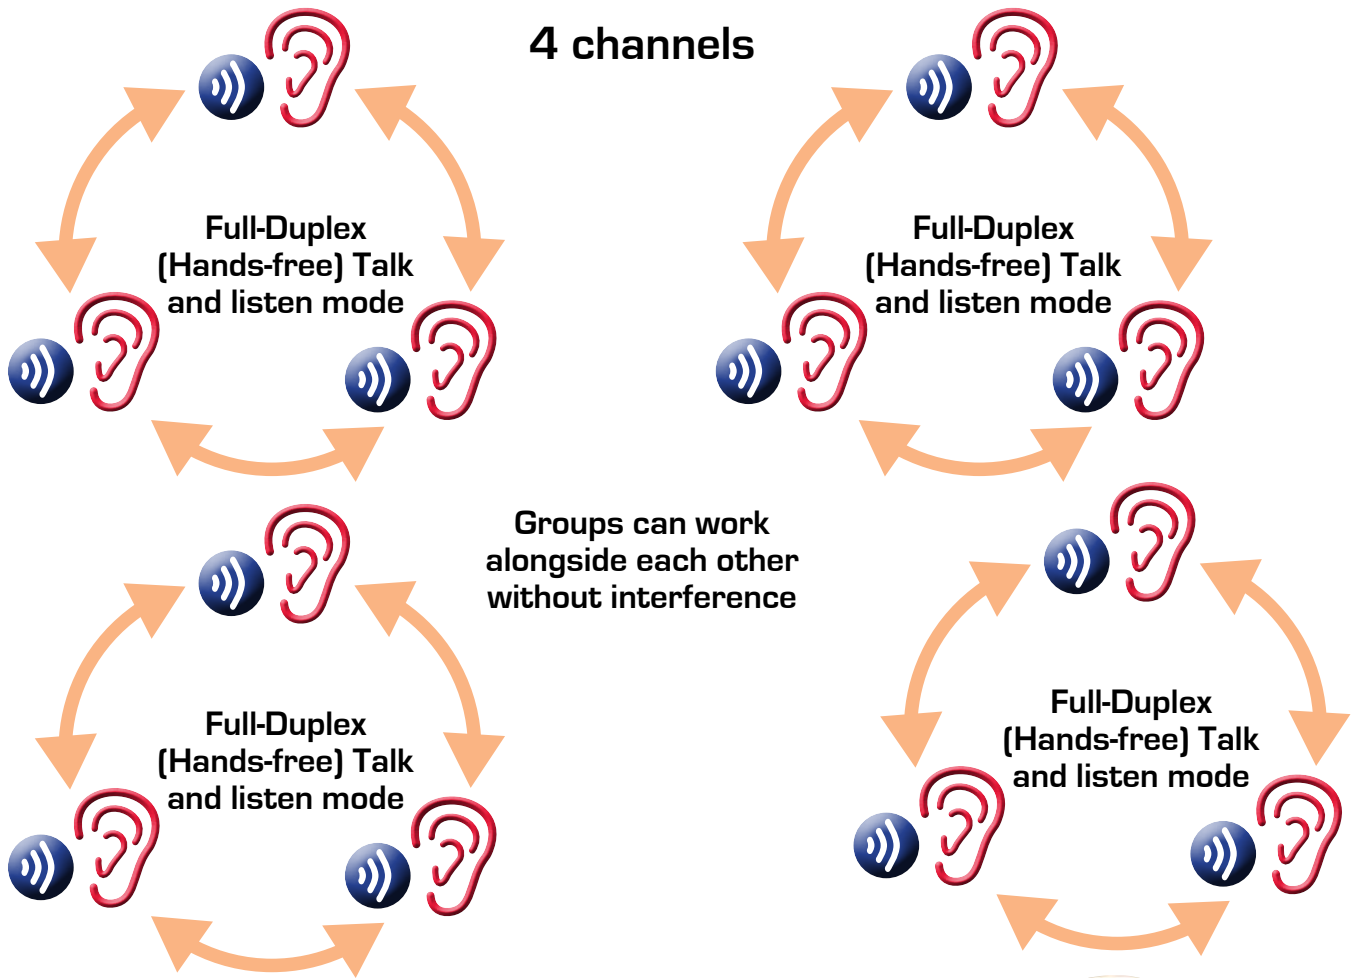 4 channels
Full-Duplex
(Hands-free) Talk
and listen mode
Full-Duplex
(Hands-free) Talk
and listen mode
Groups can work
alongside each other
without interference
Full-Duplex
(Hands-free) Talk
and listen mode
Full-Duplex
(Hands-free) Talk
and listen mode